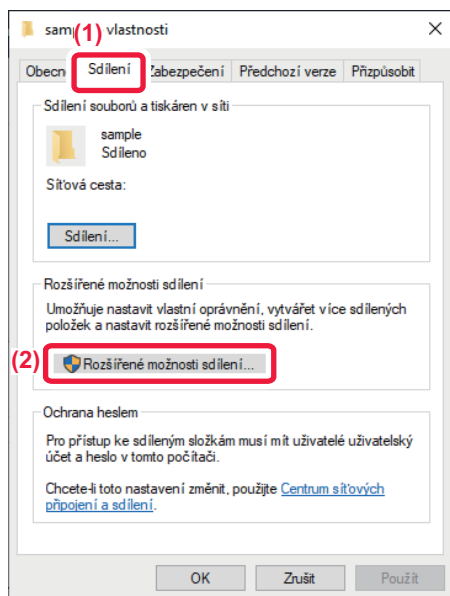 (1)
sam vlastnosti
Obecn Sdílení Zabezpečení Předchozí verze Přizpůsobit
Sdílení souborů a tiskáren v síti
sample
Sdíleno
Síťová cesta:
Sdílení...
Rozšířené možnosti sdílení
Umožňuje nastavit vlastní oprávnění, vytvářet více sdílených
položek a nastavit rozšířené možnosti sdílení.
(2)
Rozšířené možnosti sdílení...
Ochrana heslem
Pro přístup ke sdíleným složkám musí mít uživatelé uživatelský
účet a heslo v tomto počítači.
Chcete-li toto nastavení změnit, použijte Centrum síťových
připojení a sdílení.
OK Zrušit Použít